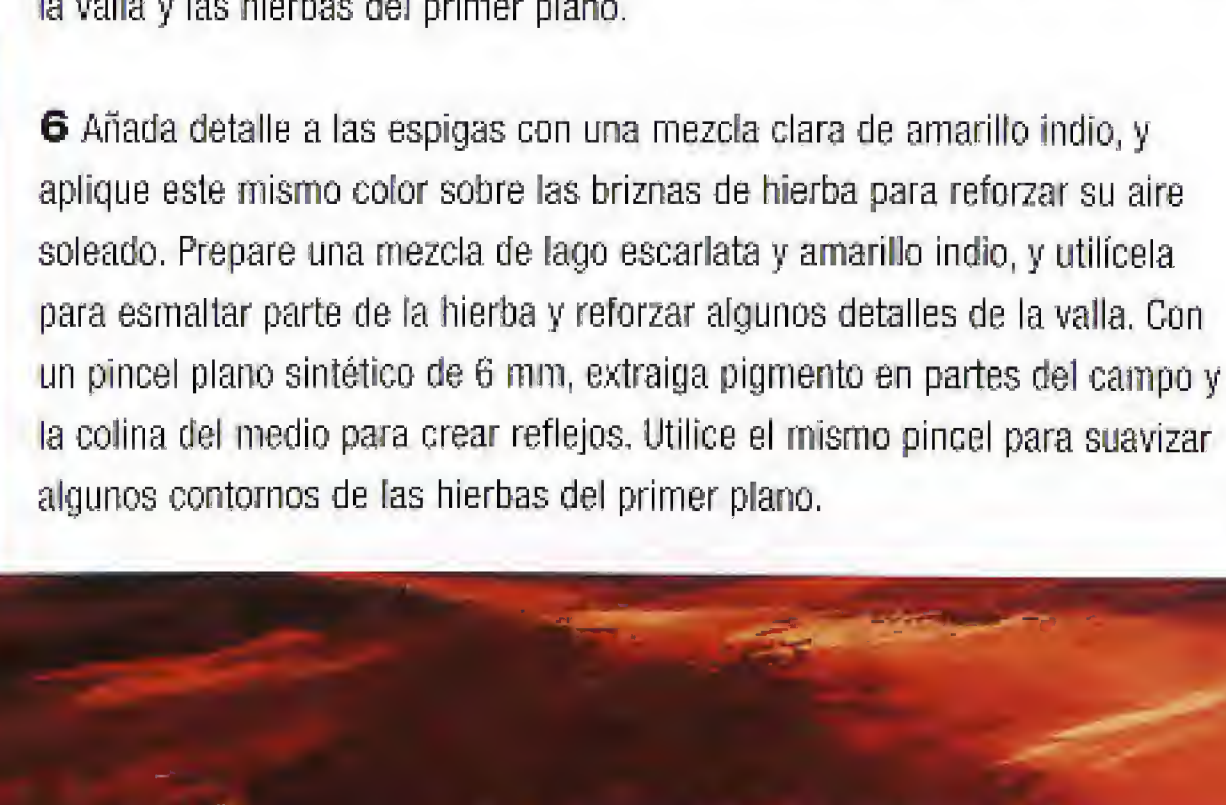 la valla y las hierbas del primer plano.
6 Añada detalle a las espigas con una mezcla clara de amarillo indio, y
aplique este mismo color sobre las briznas de hierba para reforzar su aire
soleado. Prepare una mezcla de lago escarlata y amarillo indio, y utilícela
para esmaltar parte de la hierba y reforzar algunos detalles de la valla. Con
un pincel plano sintético de 6 mm, extraiga pigmento en partes del campo y
la colina del medio para crear reflejos. Utilice el mismo pincel para suavizar
algunos contornos de las hierbas del primer plano.